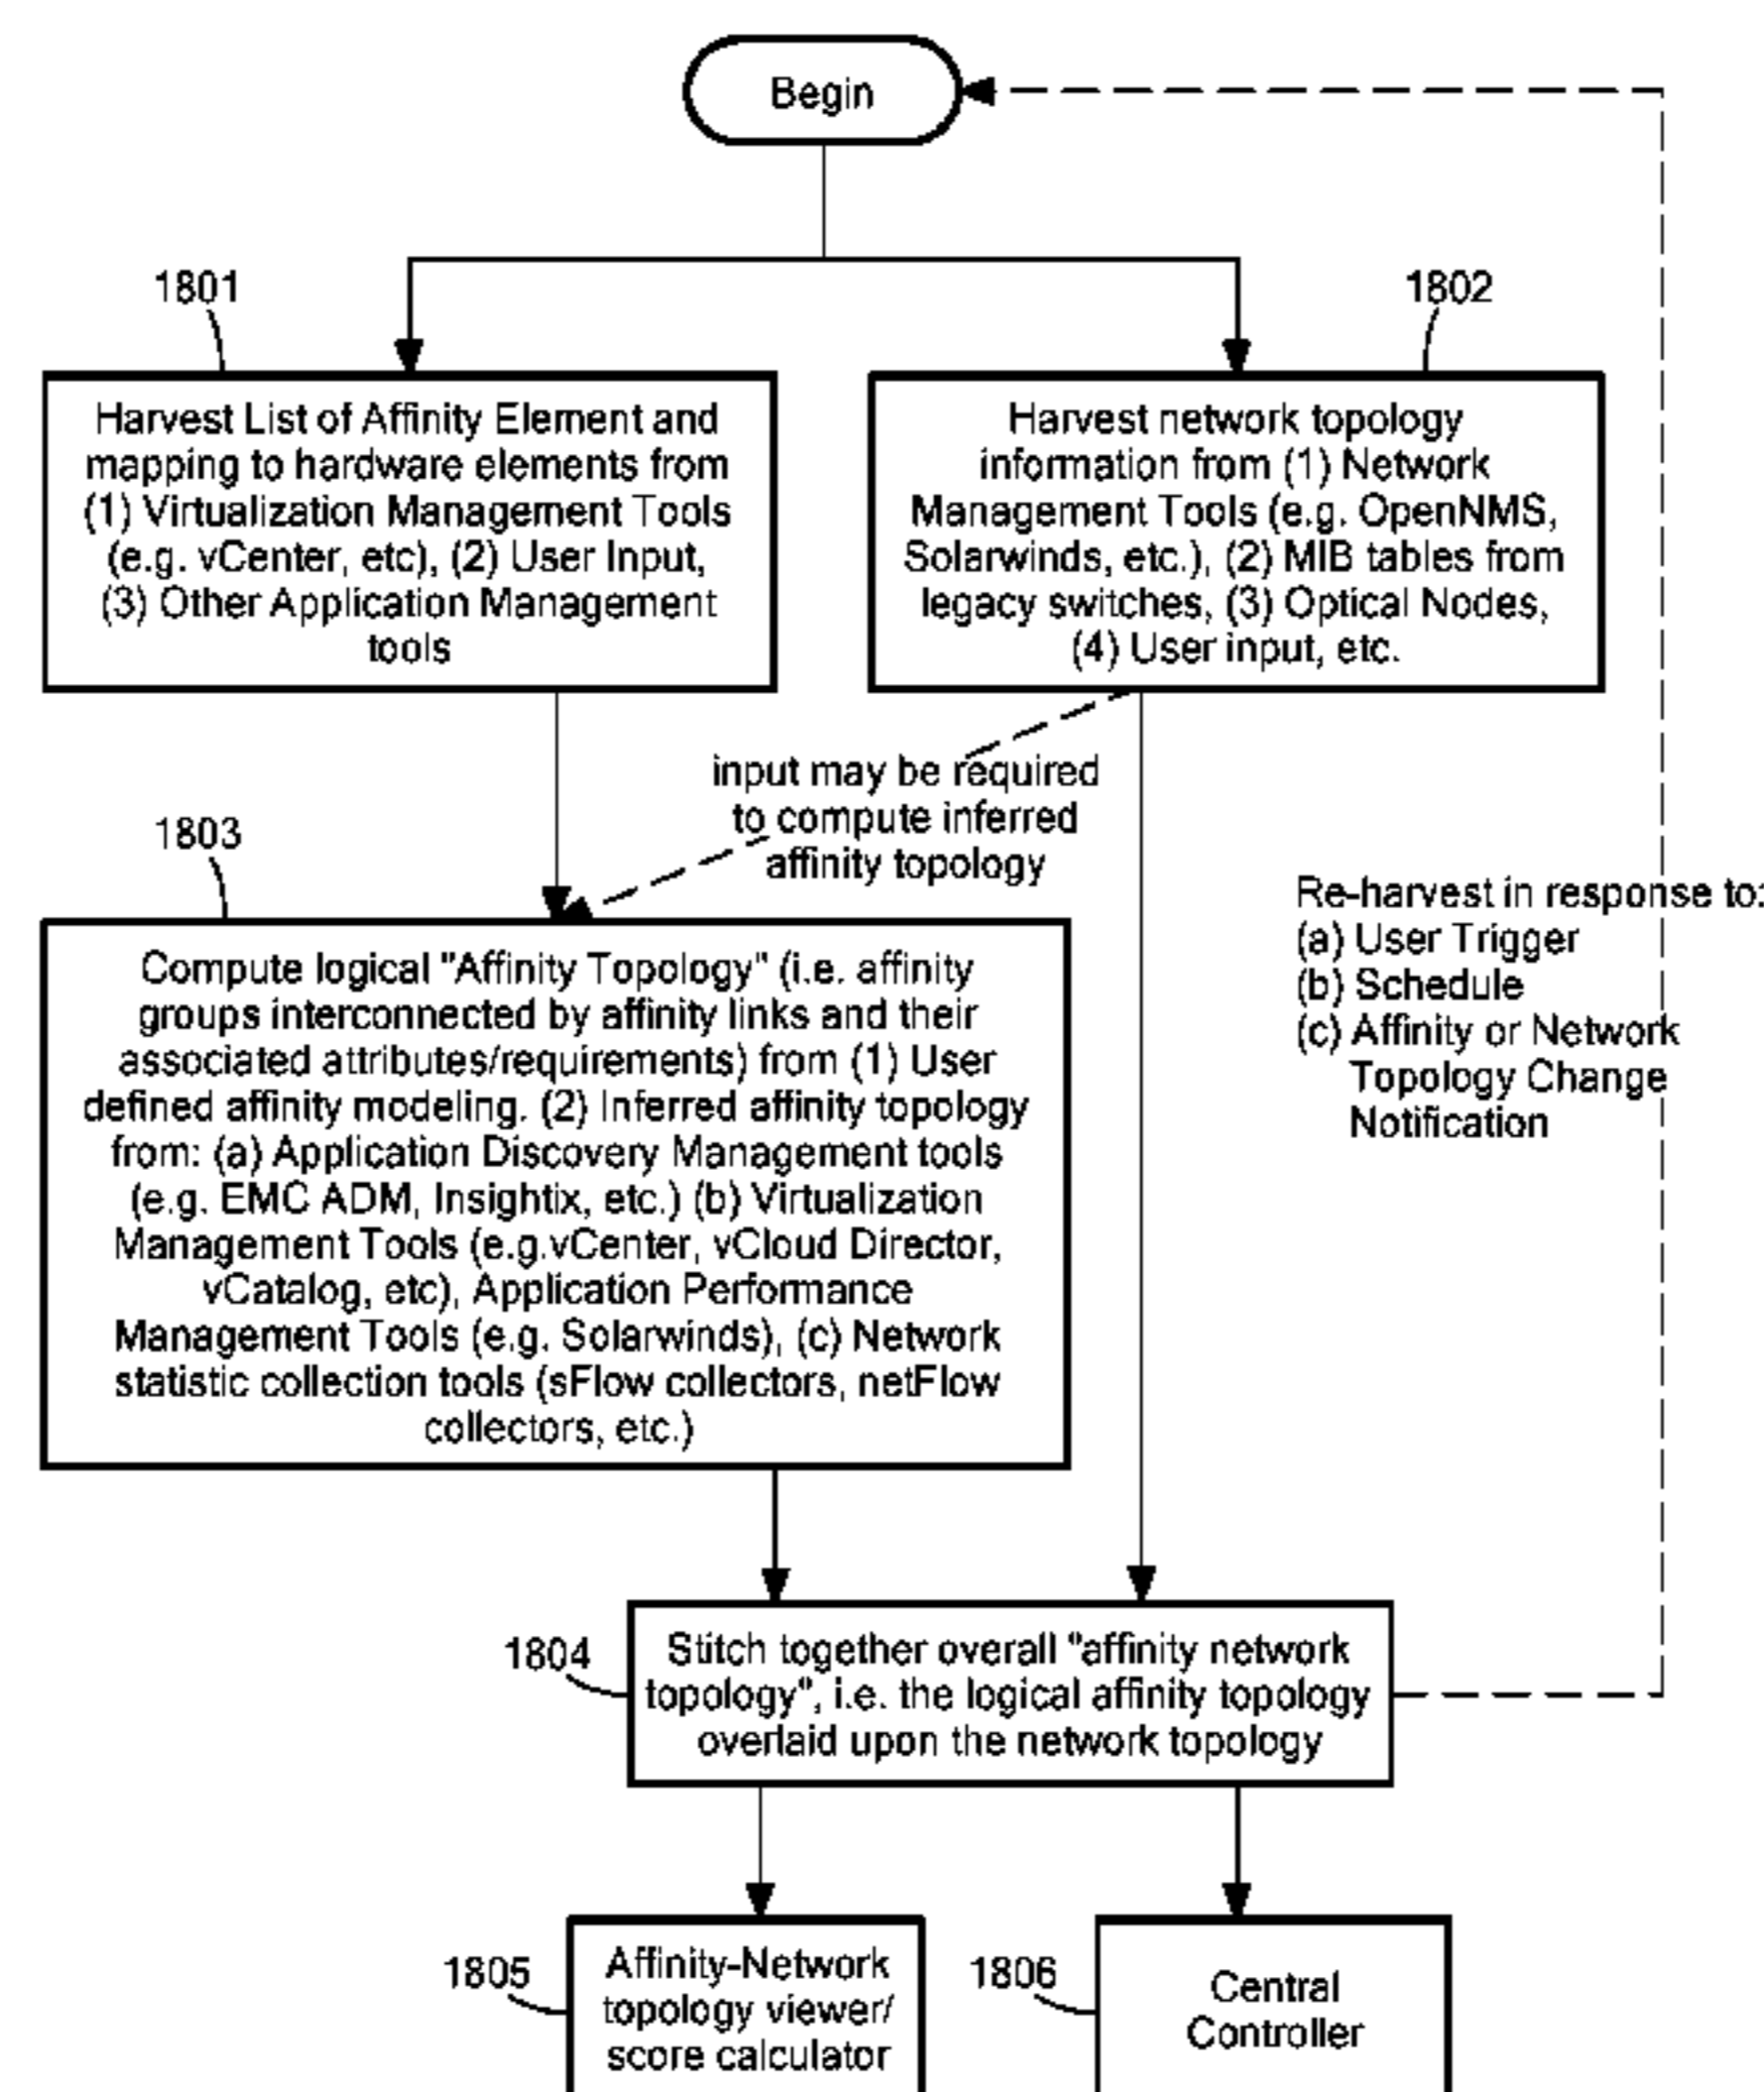 Begin
1801
1802
Harvest List of Affinity Element and
mapping to hardware elements from
(1) Virtualization Management Tools
(e.g. vCenter, etc), (2) User Input,
(3) Other Application Management
tools
Harvest network topology
information from (1) Network
Management Tools (e.g. OpenNMS,
Solarwinds, etc.), (2) MIB tables from
legacy switches, (3) Optical Nodes,
(4) User input, etc.
input may be required
to compute inferred
affinity topology
1803
Re-harvest in response to:
(a) User Trigger
(b) Schedule
(c) Affinity or Network
Topology Change
Notification
Compute logical "Affinity Topology" (i.e. affinity
groups interconnected by affinity links and their
associated attributes/requirements) from (1) User
defined affinity modeling. (2) Inferred affinity topology
from: (a) Application Discovery Management tools
(e.g. EMC ADM, Insightix, etc.) (b) Virtualization
Management Tools (e.g.vCenter, vCloud Director,
vCatalog, etc), Application Performance
Management Tools (e.g. Solarwinds), (c) Network
statistic collection tools (sFlow collectors, netFlow
collectors, etc.)
1804
Stitch together overall "affinity network
topology", i.e. the logical affinity topology
overlaid upon the network topology
1805
Affinity-Network
topology viewer/
score calculator
1806
Central
Controller